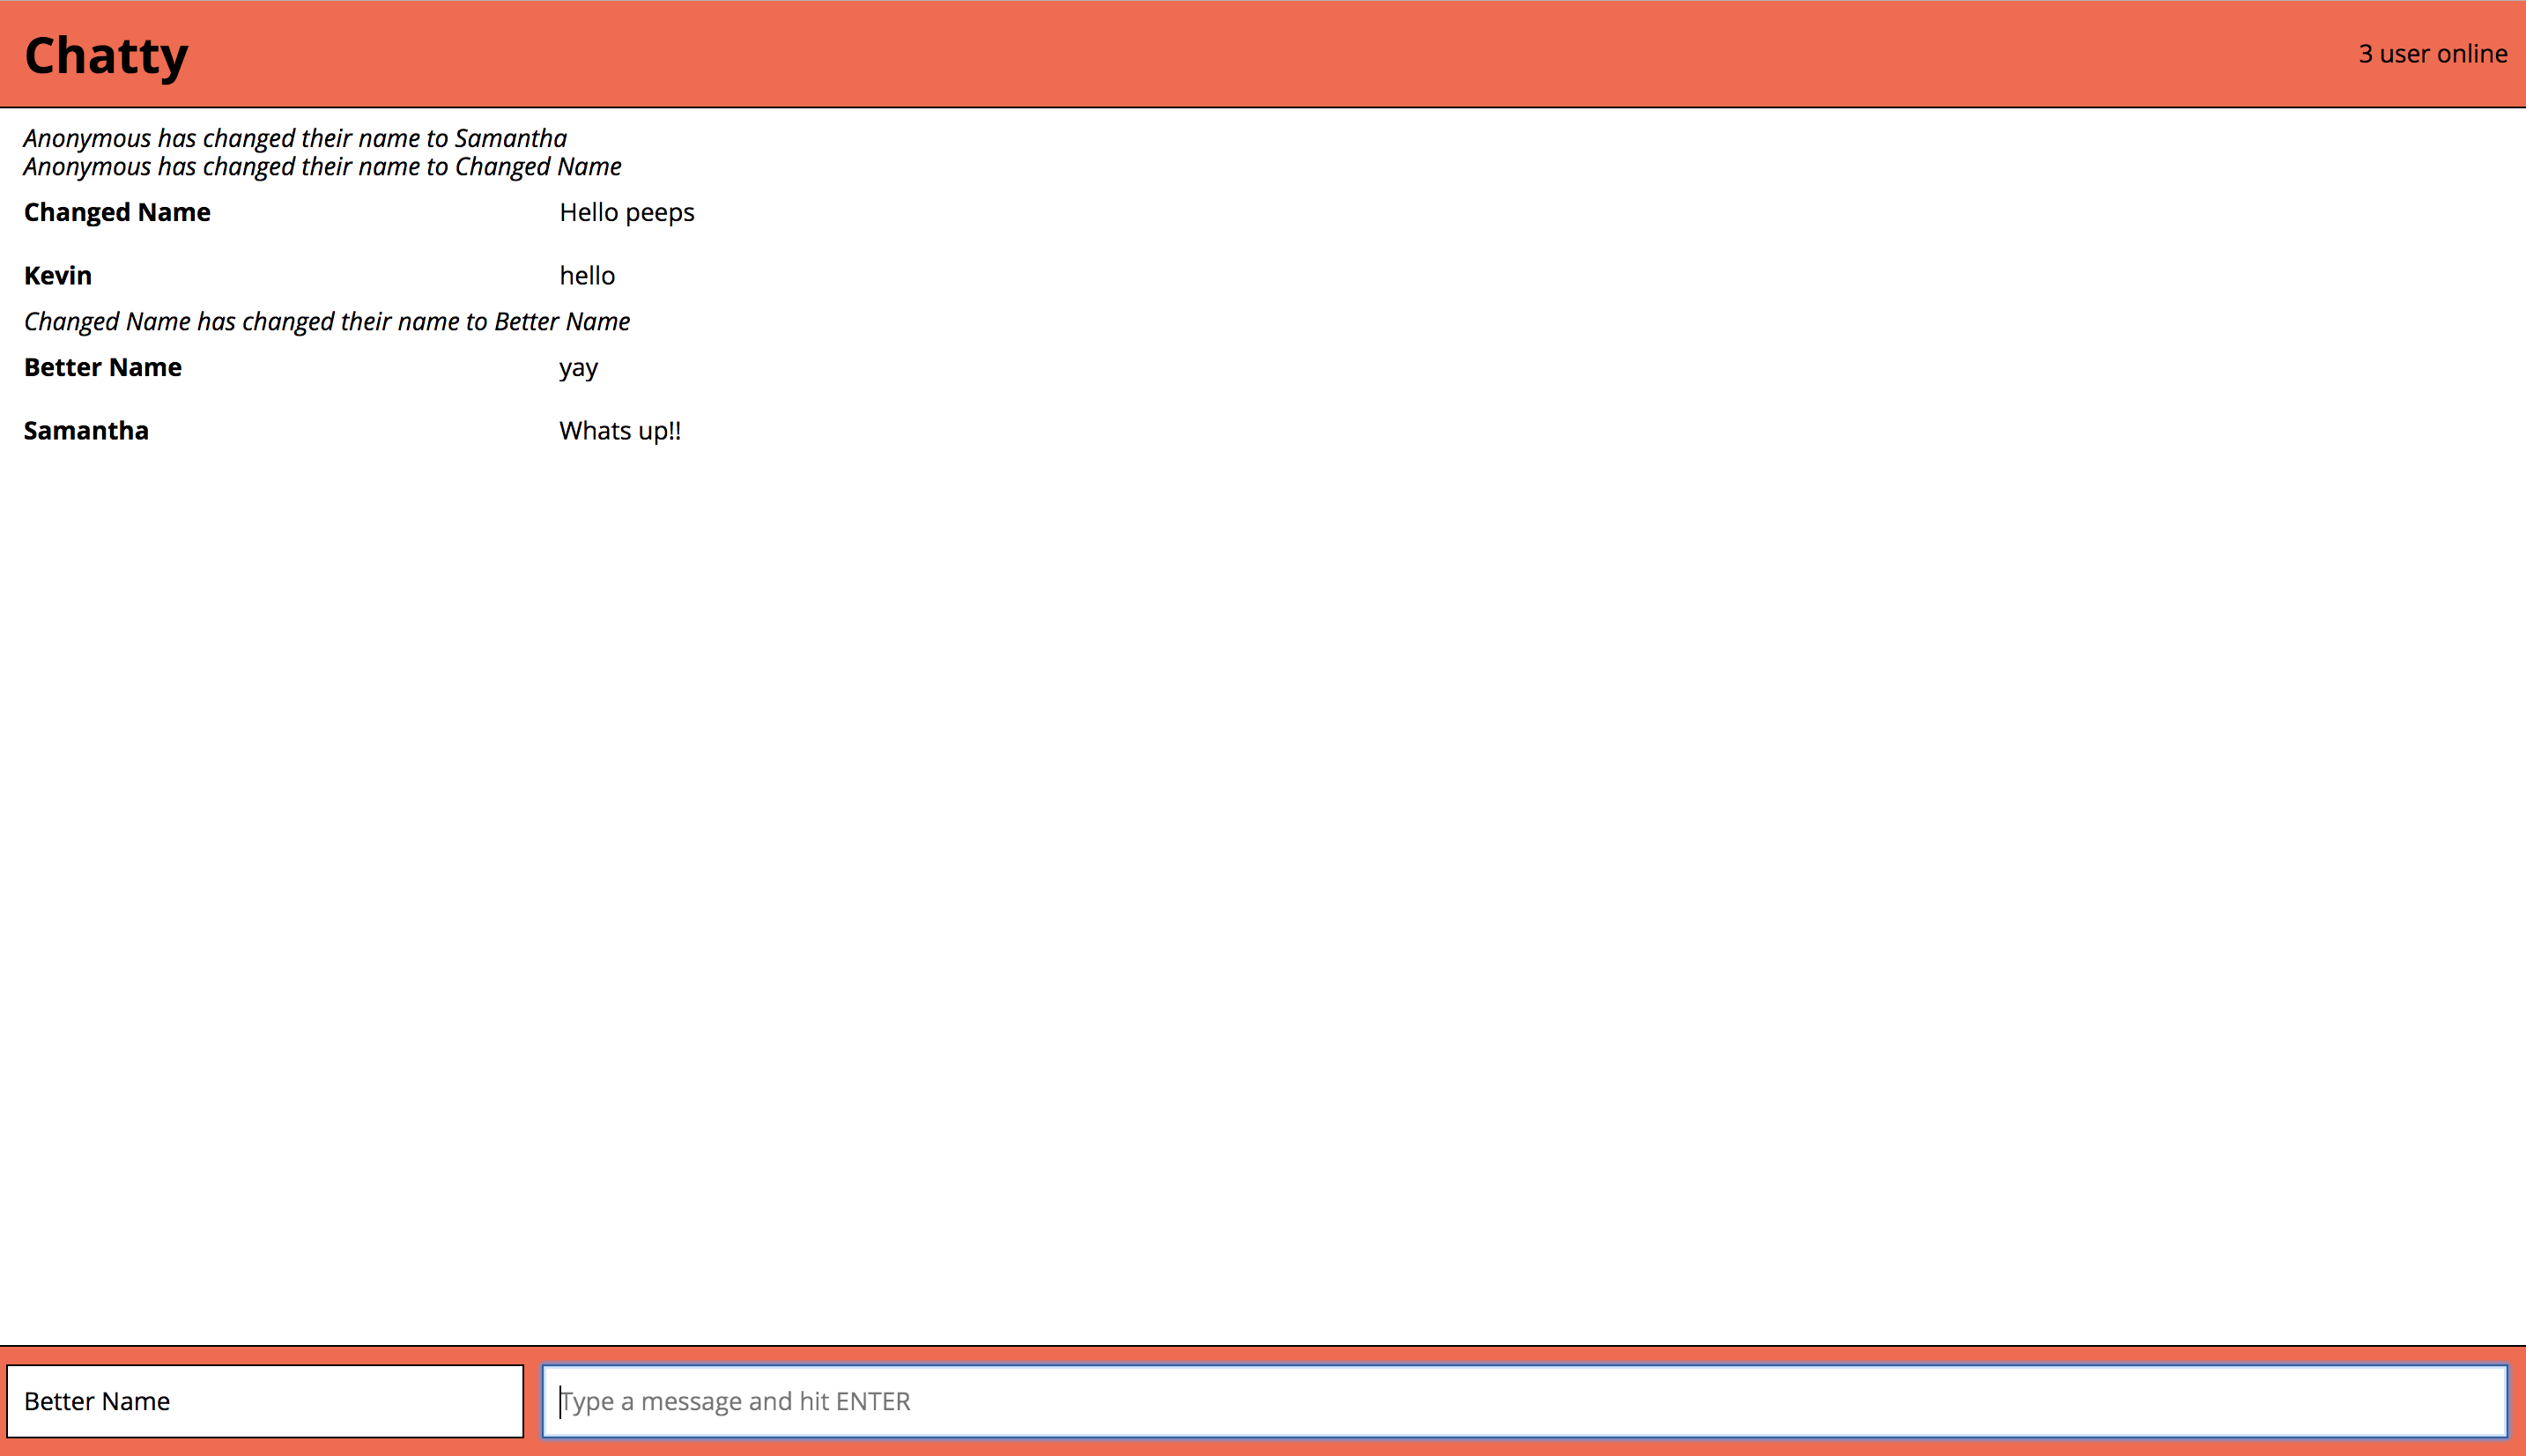 Chatty
3 user online
Anonymous has changed their name to Samantha
Anonymous has changed their name to Changed Name
Changed Name Hello peeps
Kevin hello
Changed Name has changed their name to Better Name
Better Name yay
Samantha Whats up!!
Better Name
Type a message and hit ENTER